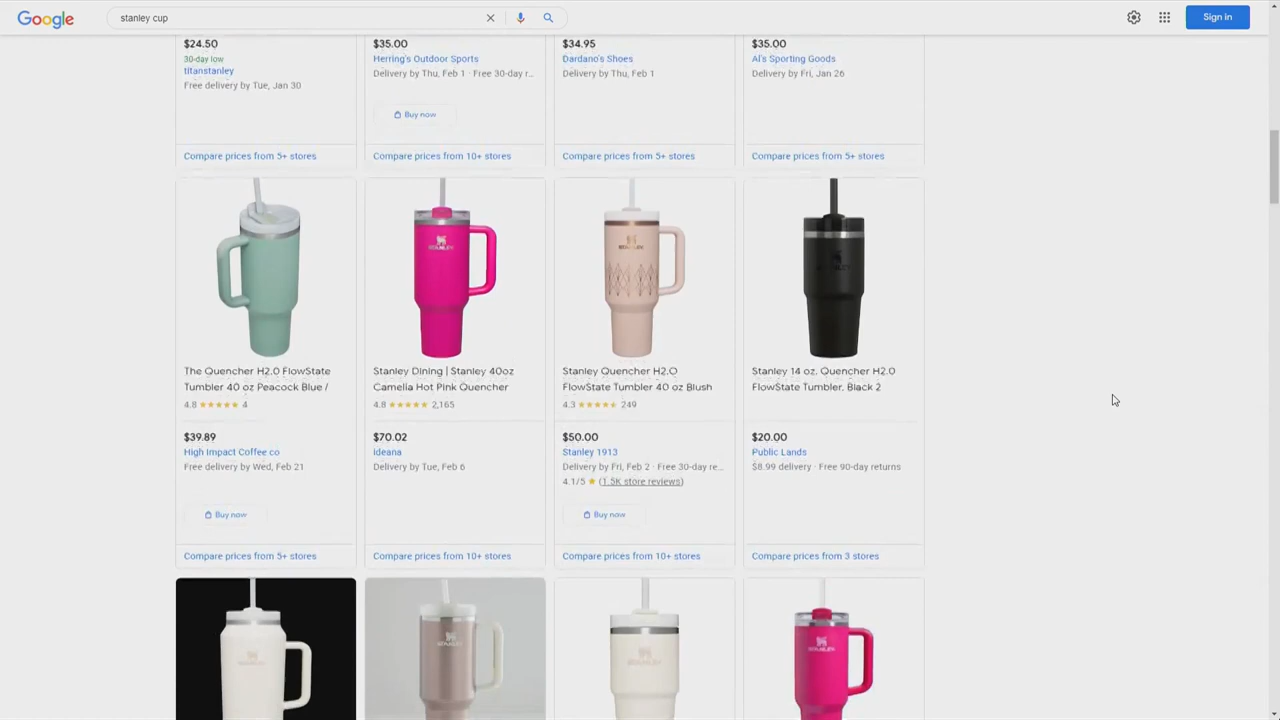 Google
stanley cup
Sign in
$24.50
30-day low
titanstanley
Free delivery by Tue, Jan 30
Compare prices from 5+ stores
$35.00
Herring's Outdoor Sports
Delivery by Thu, Feb 1 · Free 30-day r...
Buy now
Compare prices from 10+ stores
$34.95
Dardano's Shoes
Delivery by Thu, Feb 1
Compare prices from 5+ stores
$35.00
Al's Sporting Goods
Delivery by Fri, Jan 26
Compare prices from 5+ stores
The Quencher H2.0 FlowState
Tumbler 40 oz Peacock Blue /
4.8 ★★★★★ 4
$39.89
High Impact Coffee co
Free delivery by Wed, Feb 21
Buy now
Compare prices from 5+ stores
STANLEY
Stanley Dining | Stanley 40oz
Camelia Hot Pink Quencher
4.8 ★★★★★ 2,165
$70.02
Ideana
Delivery by Tue, Feb 6
Compare prices from 10+ stores
STANLEY
Stanley Quencher H2.0
FlowState Tumbler 40 oz Blush
4.3 ★★★★★ 249
$50.00
Stanley 1913
Delivery by Fri, Feb 2 · Free 30-day re...
4.1/5 ★ (1.5K store reviews)
Buy now
Compare prices from 10+ stores
STANLEY
Stanley 14 oz. Quencher H2.0
FlowState Tumbler, Black 2
$20.00
Public Lands
$8.99 delivery · Free 90-day returns
Compare prices from 3 stores
STANLEY
STANLEY
STANLEY
STANLEY